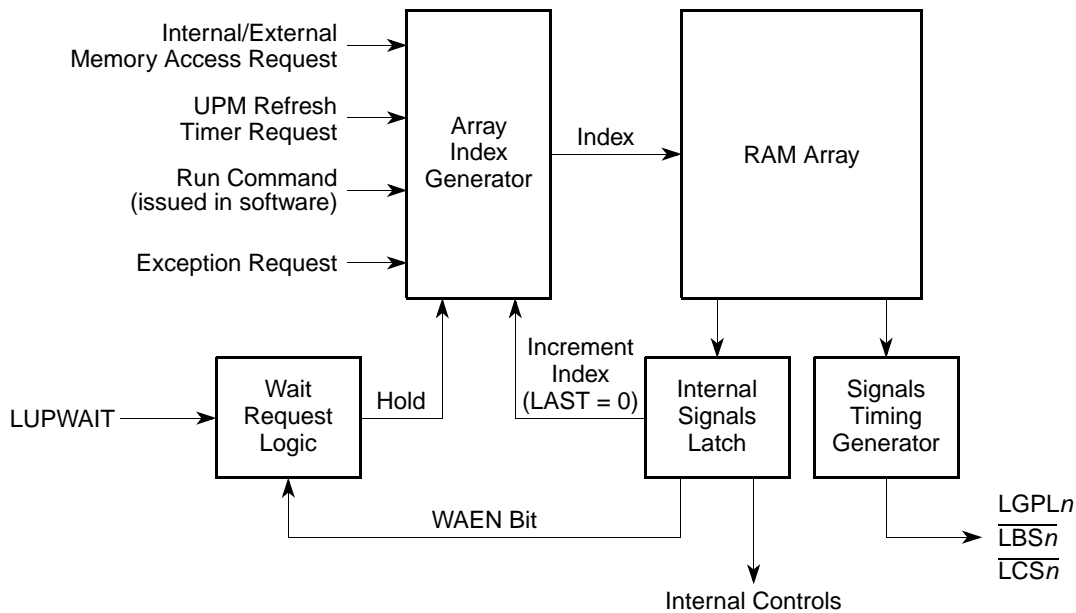 Internal/External
Memory Access Request
UPM Refresh
Timer Request
Run Command
(issued in software)
Exception Request
Array
Index
Generator
Index
RAM Array
LUPWAIT
Wait
Request
Logic
Hold
Increment
Index
(LAST = 0)
Internal
Signals
Latch
Signals
Timing
Generator
WAEN Bit
LGPLn
LBSn
LCSn
Internal Controls